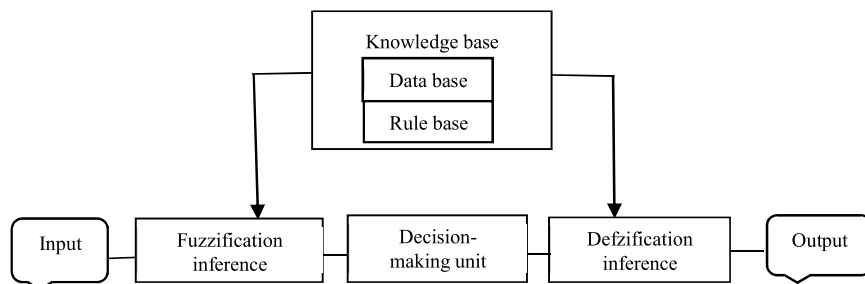 Knowledge base
Data base
Rule base
Input
Fuzzification
inference
Decision-
making unit
Defzification
inference
Output